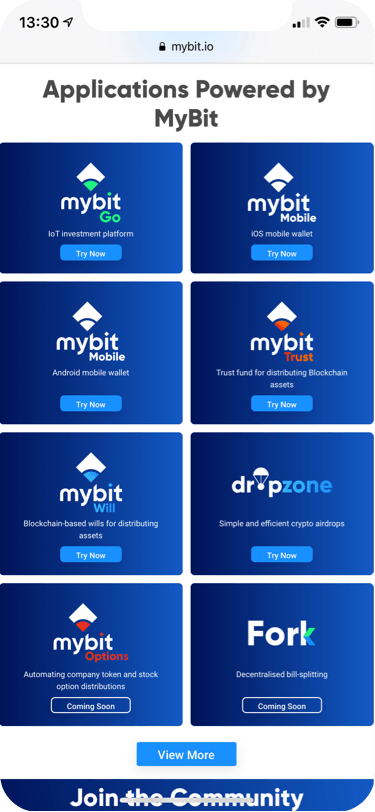 13:30
mybit.io
Applications Powered by
MyBit
mybit
Go
IoT investment platform
Try Now
mybit
Mobile
iOS mobile wallet
Try Now
mybit
Mobile
Android mobile wallet
Try Now
mybit
Trust
Trust fund for distributing Blockchain
assets
Try Now
mybit
Will
Blockchain-based wills for distributing
assets
Try Now
dropzone
Simple and efficient crypto airdrops
Try Now
mybit
Options
Automating company token and stock
option distributions
Coming Soon
Fork
Decentralised bill-splitting
Coming Soon
View More
Join the Community